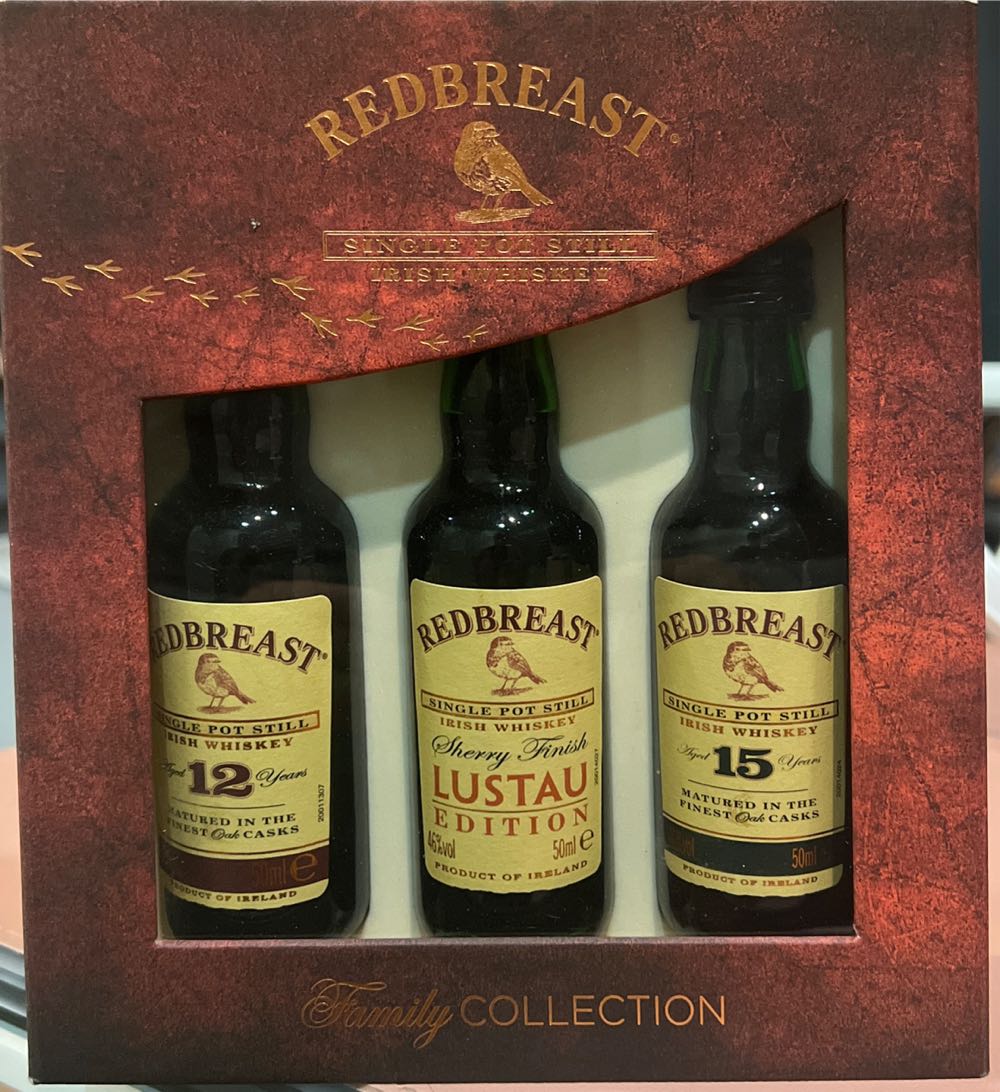 REDBREAST®
SINGLE POT STILL
IRISH WHISKEY
REDBREAST®
SINGLE POT STILL
IRISH WHISKEY
Aged 12 Years
MATURED IN THE
FINEST Oak CASKS
50ml e
PRODUCT OF IRELAND
20011307
REDBREAST®
SINGLE POT STILL
IRISH WHISKEY
Sherry Finish
LUSTAU
EDITION
46%vol 50ml e
PRODUCT OF IRELAND
REDBREAST
SINGLE POT STILL
IRISH WHISKEY
Aged 15 Years
MATURED IN THE
FINEST Oak CASKS
50ml
PRODUCT OF IRELAND
Family COLLECTION